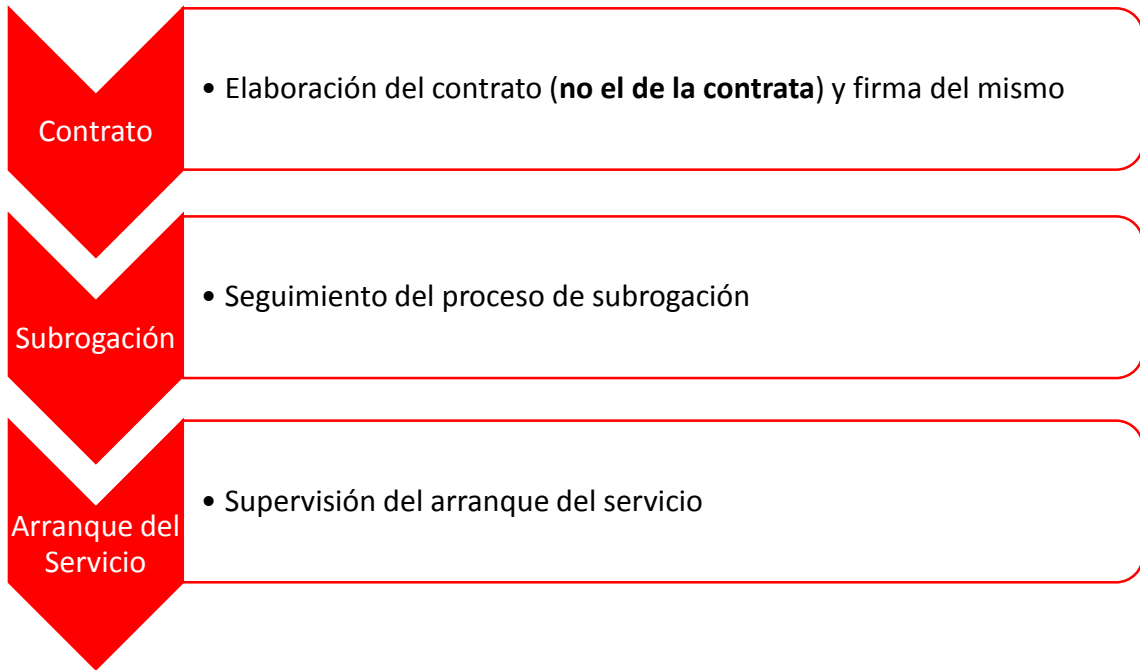 Contrato
• Elaboración del contrato (no el de la contrata) y firma del mismo
Subrogación
• Seguimiento del proceso de subrogación
Arranque del
Servicio
• Supervisión del arranque del servicio